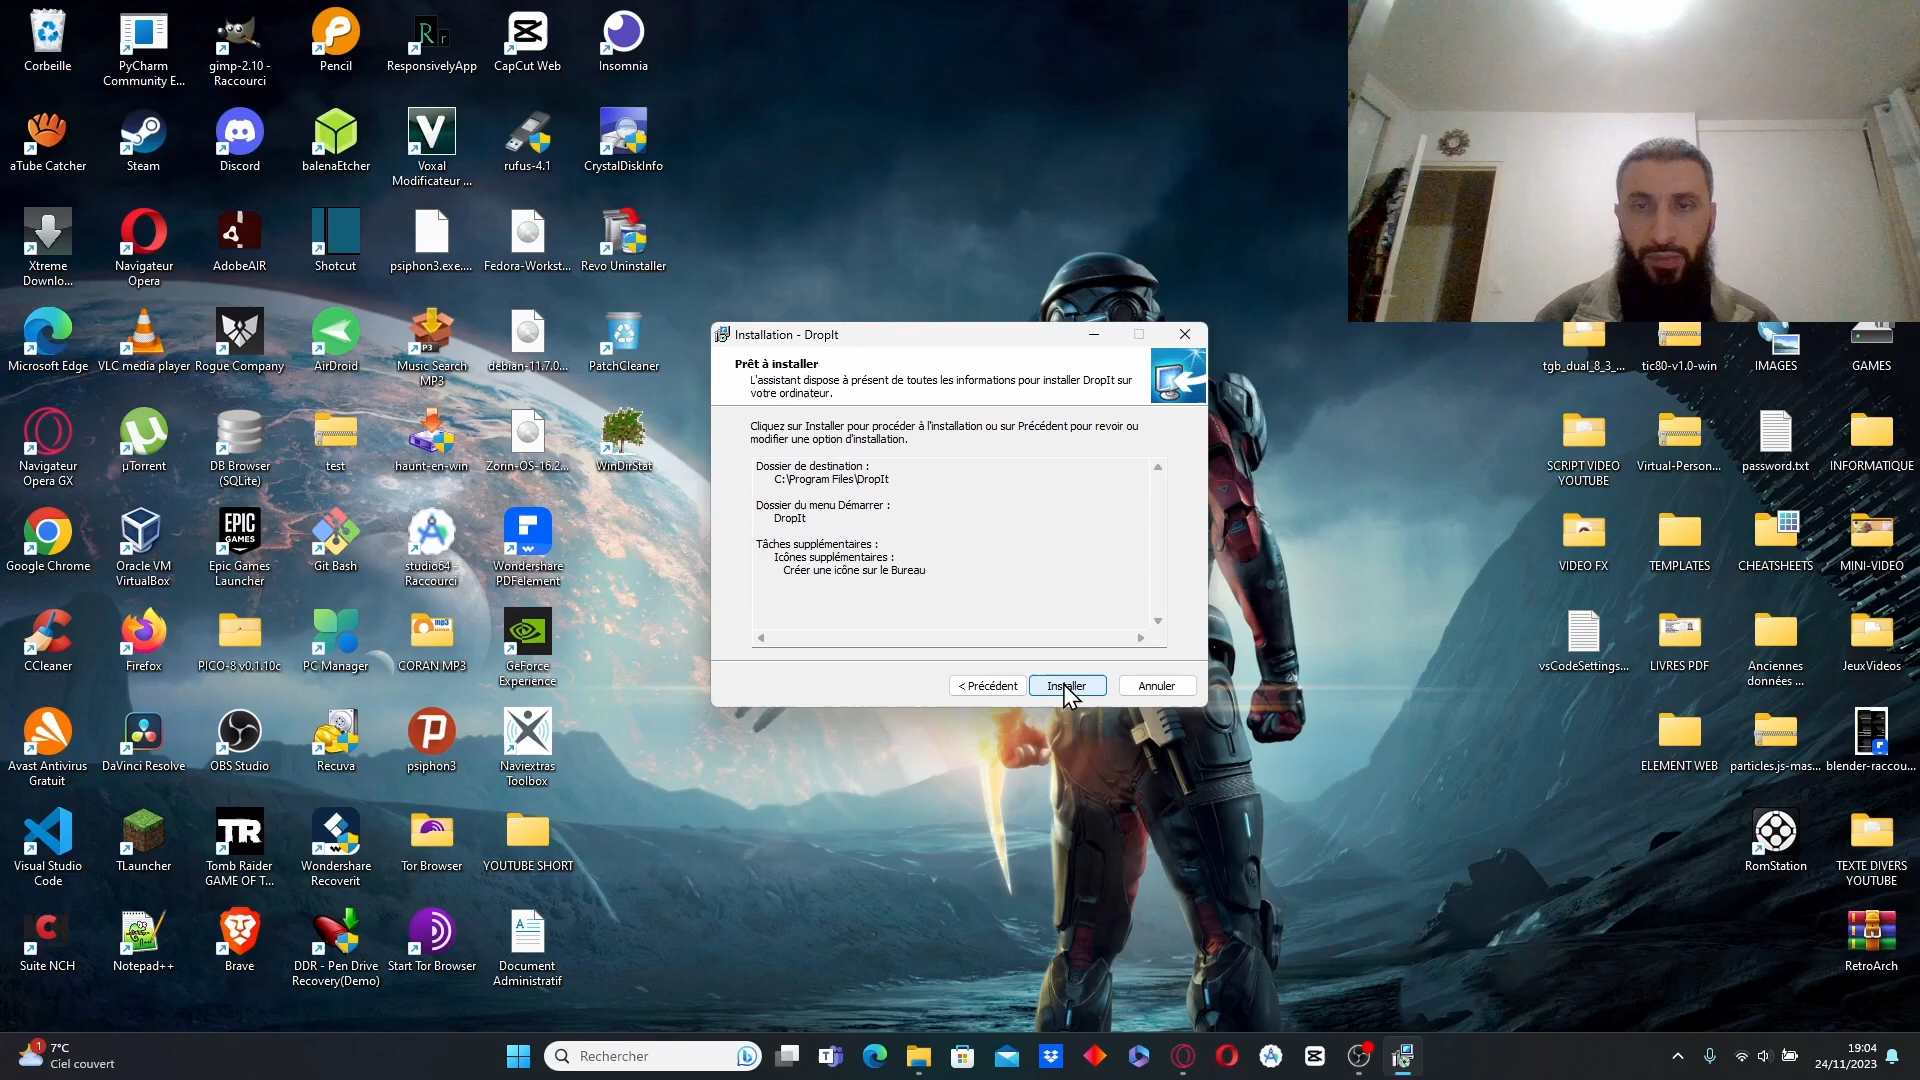 Corbeille
PyCharm
Community E...
gimp-2.10 -
Raccourci
Pencil
ResponsivelyApp
CapCut Web
Insomnia
aTube Catcher
Steam
Discord
balenaEtcher
Voxal
Modificateur ...
rufus-4.1
CrystalDiskInfo
Xtreme
Downlo...
Navigateur
Opera
AdobeAIR
Shotcut
psiphon3.exe....
Fedora-Workst...
Revo Uninstaller
Microsoft Edge
VLC media player
Rogue Company
AirDroid
P3
Music Search
MP3
debian-11.7.0...
PatchCleaner
Navigateur
Opera GX
µTorrent
DB Browser
(SQLite)
test
haunt-en-win
Zorin-OS-16.2...
WinDirStat
Google Chrome
Oracle VM
VirtualBox
EPIC
GAMES
Epic Games
Launcher
Git Bash
studio64 -
Raccourci
Wondershare
PDFelement
CCleaner
Firefox
PICO-8 v0.1.10c
PC Manager
mp3
CORAN MP3
GeForce
Experience
Avast Antivirus
Gratuit
DaVinci Resolve
OBS Studio
Recuva
psiphon3
Naviextras
Toolbox
Visual Studio
Code
TLauncher
TR
Tomb Raider
GAME OF T...
Wondershare
Recoverit
Tor Browser
YOUTUBE SHORT
Suite NCH
Notepad++
Brave
DDR - Pen Drive
Recovery(Demo)
Start Tor Browser
Document
Administratif
Installation - DropIt
Prêt à installer
L'assistant dispose à présent de toutes les informations pour installer DropIt sur
votre ordinateur.
Cliquez sur Installer pour procéder à l'installation ou sur Précédent pour revoir ou
modifier une option d'installation.
Dossier de destination :
C:\Program Files\DropIt
Dossier du menu Démarrer :
DropIt
Tâches supplémentaires :
Icônes supplémentaires :
Créer une icône sur le Bureau
< Précédent
Installer
Annuler
tgb_dual_8_3_...
tic80-v1.0-win
IMAGES
GAMES
SCRIPT VIDEO
YOUTUBE
Virtual-Person...
password.txt
INFORMATIQUE
VIDEO FX
TEMPLATES
CHEATSHEETS
MINI-VIDEO
vsCodeSettings...
LIVRES PDF
Anciennes
données ...
JeuxVideos
ELEMENT WEB
particles.js-mas...
blender-raccou...
RomStation
TEXTE DIVERS
YOUTUBE
RetroArch
1
7°C
Ciel couvert
Rechercher
19:04
24/11/2023